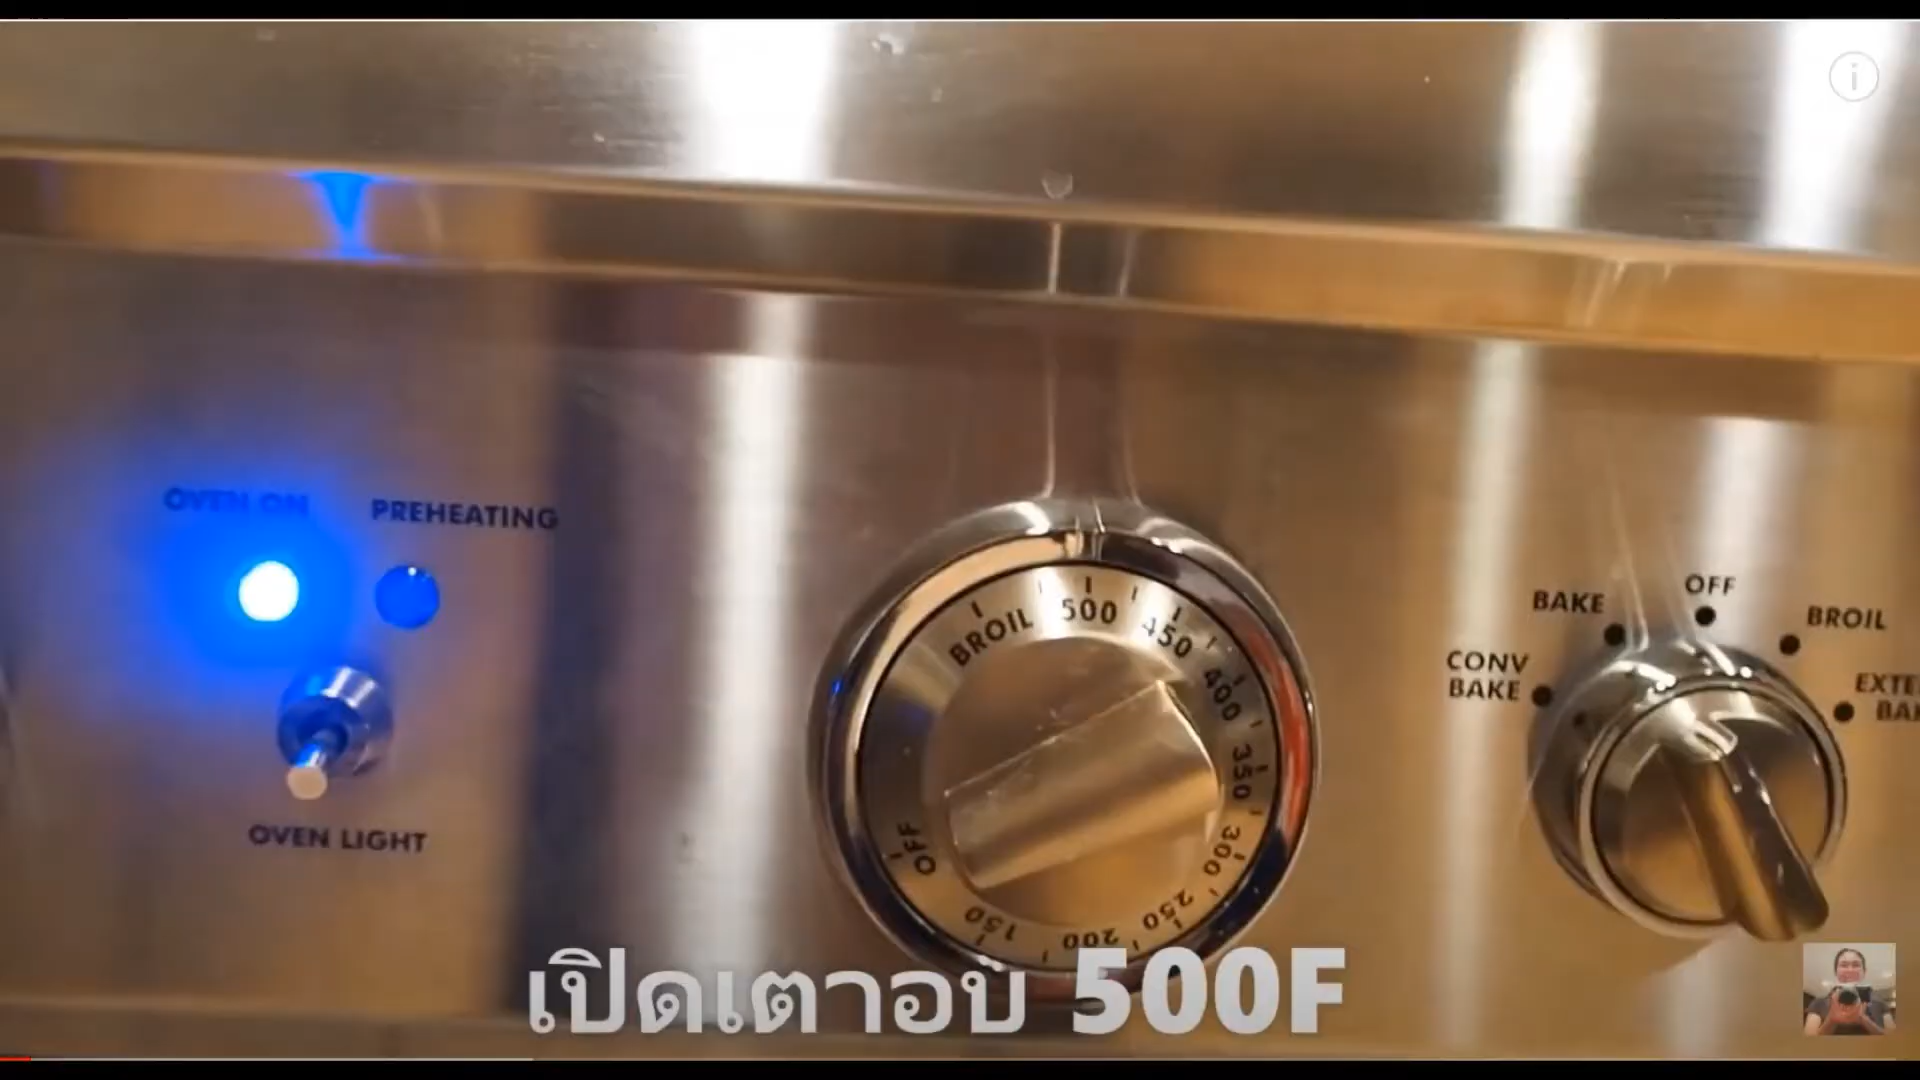 OVEN ON
PREHEATING
OVEN LIGHT
BROIL
500
450
400
350
300
250
200
150
OFF
CONV
BAKE
BAKE
OFF
BROIL
เปิดเตาอบ 500F